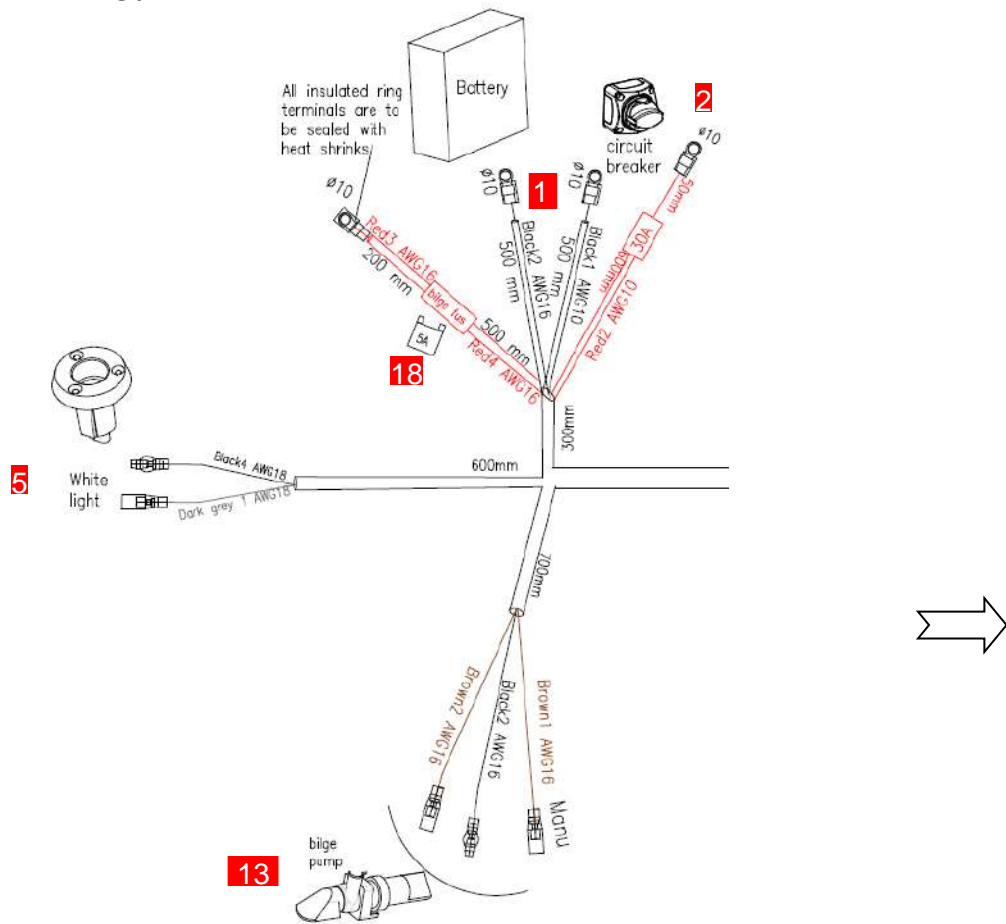 Battery
All insulated ring
terminals are to
be sealed with
heat shrinks
2
circuit
breaker
ø10
ø10
1
ø10
ø10
50mm
30A
600mm
Red2 AWG10
Black1 AWG10
500 mm
Black2 AWG16
500 mm
Red3 AWG16
200 mm
bilge fus
500 mm
Red4 AWG16
5A
18
300mm
600mm
5
White
light
Black4 AWG18
Dark grey 1 AWG18
700mm
Brown2 AWG16
Black2 AWG16
Brown1 AWG16
Manu
bilge
pump
13